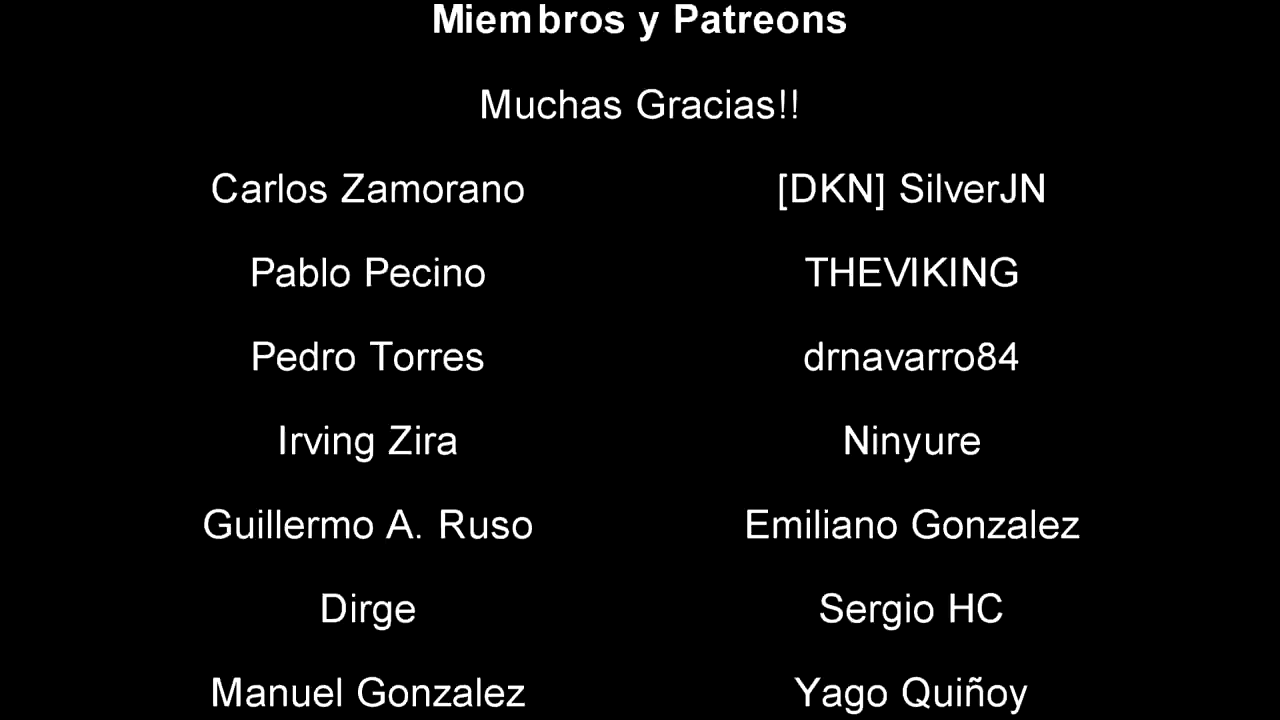 Miembros y Patreons
Muchas Gracias!!
Carlos Zamorano [DKN] SilverJN
Pablo Pecino THEVIKING
Pedro Torres drnavarro84
Irving Zira Ninyure
Guillermo A. Ruso Emiliano Gonzalez
Dirge Sergio HC
Manuel Gonzalez Yago Quiñoy